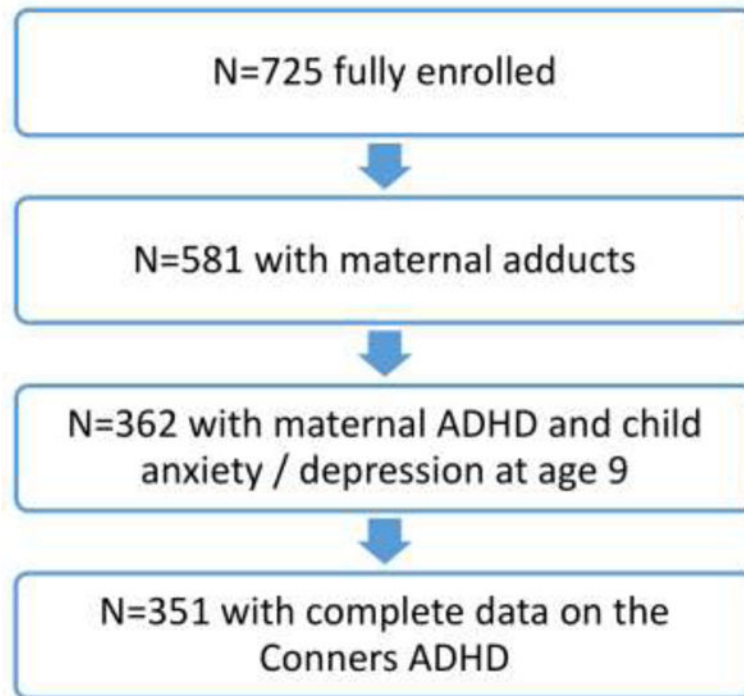 N=725 fully enrolled
N=581 with maternal adducts
N=362 with maternal ADHD and child
anxiety / depression at age 9
N=351 with complete data on the
Conners ADHD